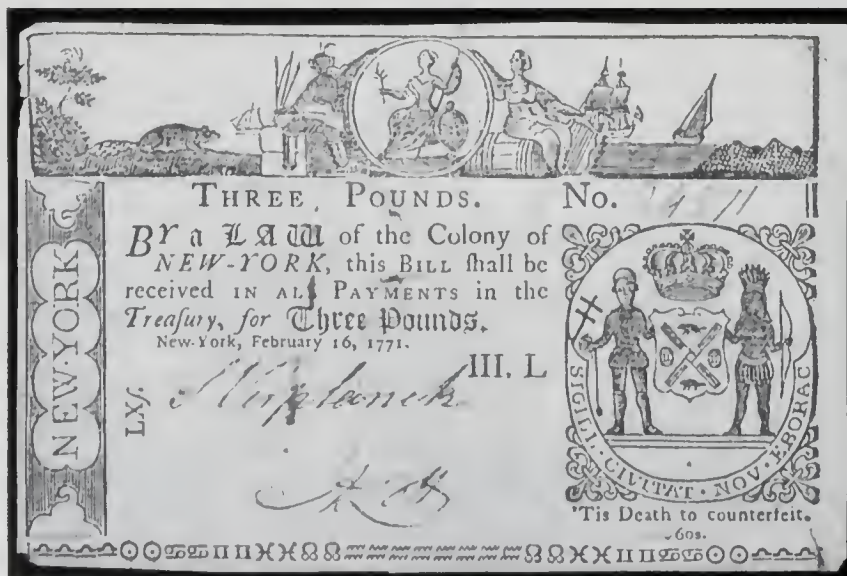 THREE POUNDS. No.
BY a LAW of the Colony of
NEW-YORK, this BILL ſhall be
received IN ALL PAYMENTS in the
Treaſury, for Three Pounds.
New-York, February 16, 1771.
III. L
LXſ.
NEW-YORK
SIGILL · CIVITAT · NOV · EBORAC
'Tis Death to counterfeit.
60s.